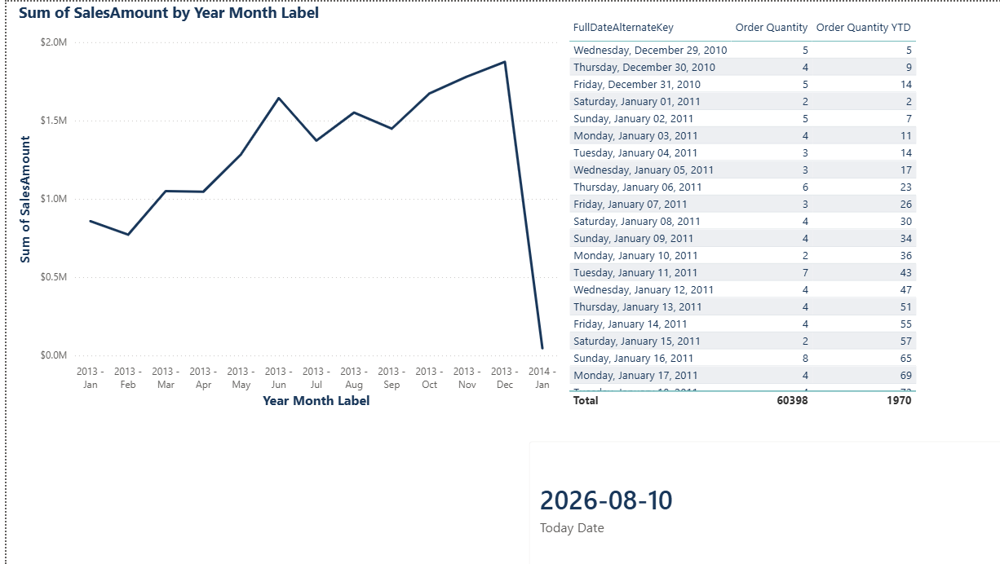 Sum of SalesAmount by Year Month Label
$2.0M
$1.5M
$1.0M
$0.5M
$0.0M
Sum of SalesAmount
2013 - Jan
2013 - Feb
2013 - Mar
2013 - Apr
2013 - May
2013 - Jun
2013 - Jul
2013 - Aug
2013 - Sep
2013 - Oct
2013 - Nov
2013 - Dec
2014 - Jan
Year Month Label
FullDateAlternateKey Order Quantity Order Quantity YTD
Wednesday, December 29, 2010 5 5
Thursday, December 30, 2010 4 9
Friday, December 31, 2010 5 14
Saturday, January 01, 2011 2 2
Sunday, January 02, 2011 5 7
Monday, January 03, 2011 4 11
Tuesday, January 04, 2011 3 14
Wednesday, January 05, 2011 3 17
Thursday, January 06, 2011 6 23
Friday, January 07, 2011 3 26
Saturday, January 08, 2011 4 30
Sunday, January 09, 2011 4 34
Monday, January 10, 2011 2 36
Tuesday, January 11, 2011 7 43
Wednesday, January 12, 2011 4 47
Thursday, January 13, 2011 4 51
Friday, January 14, 2011 4 55
Saturday, January 15, 2011 2 57
Sunday, January 16, 2011 8 65
Monday, January 17, 2011 4 69
Total 60398 1970
2026-08-10
Today Date